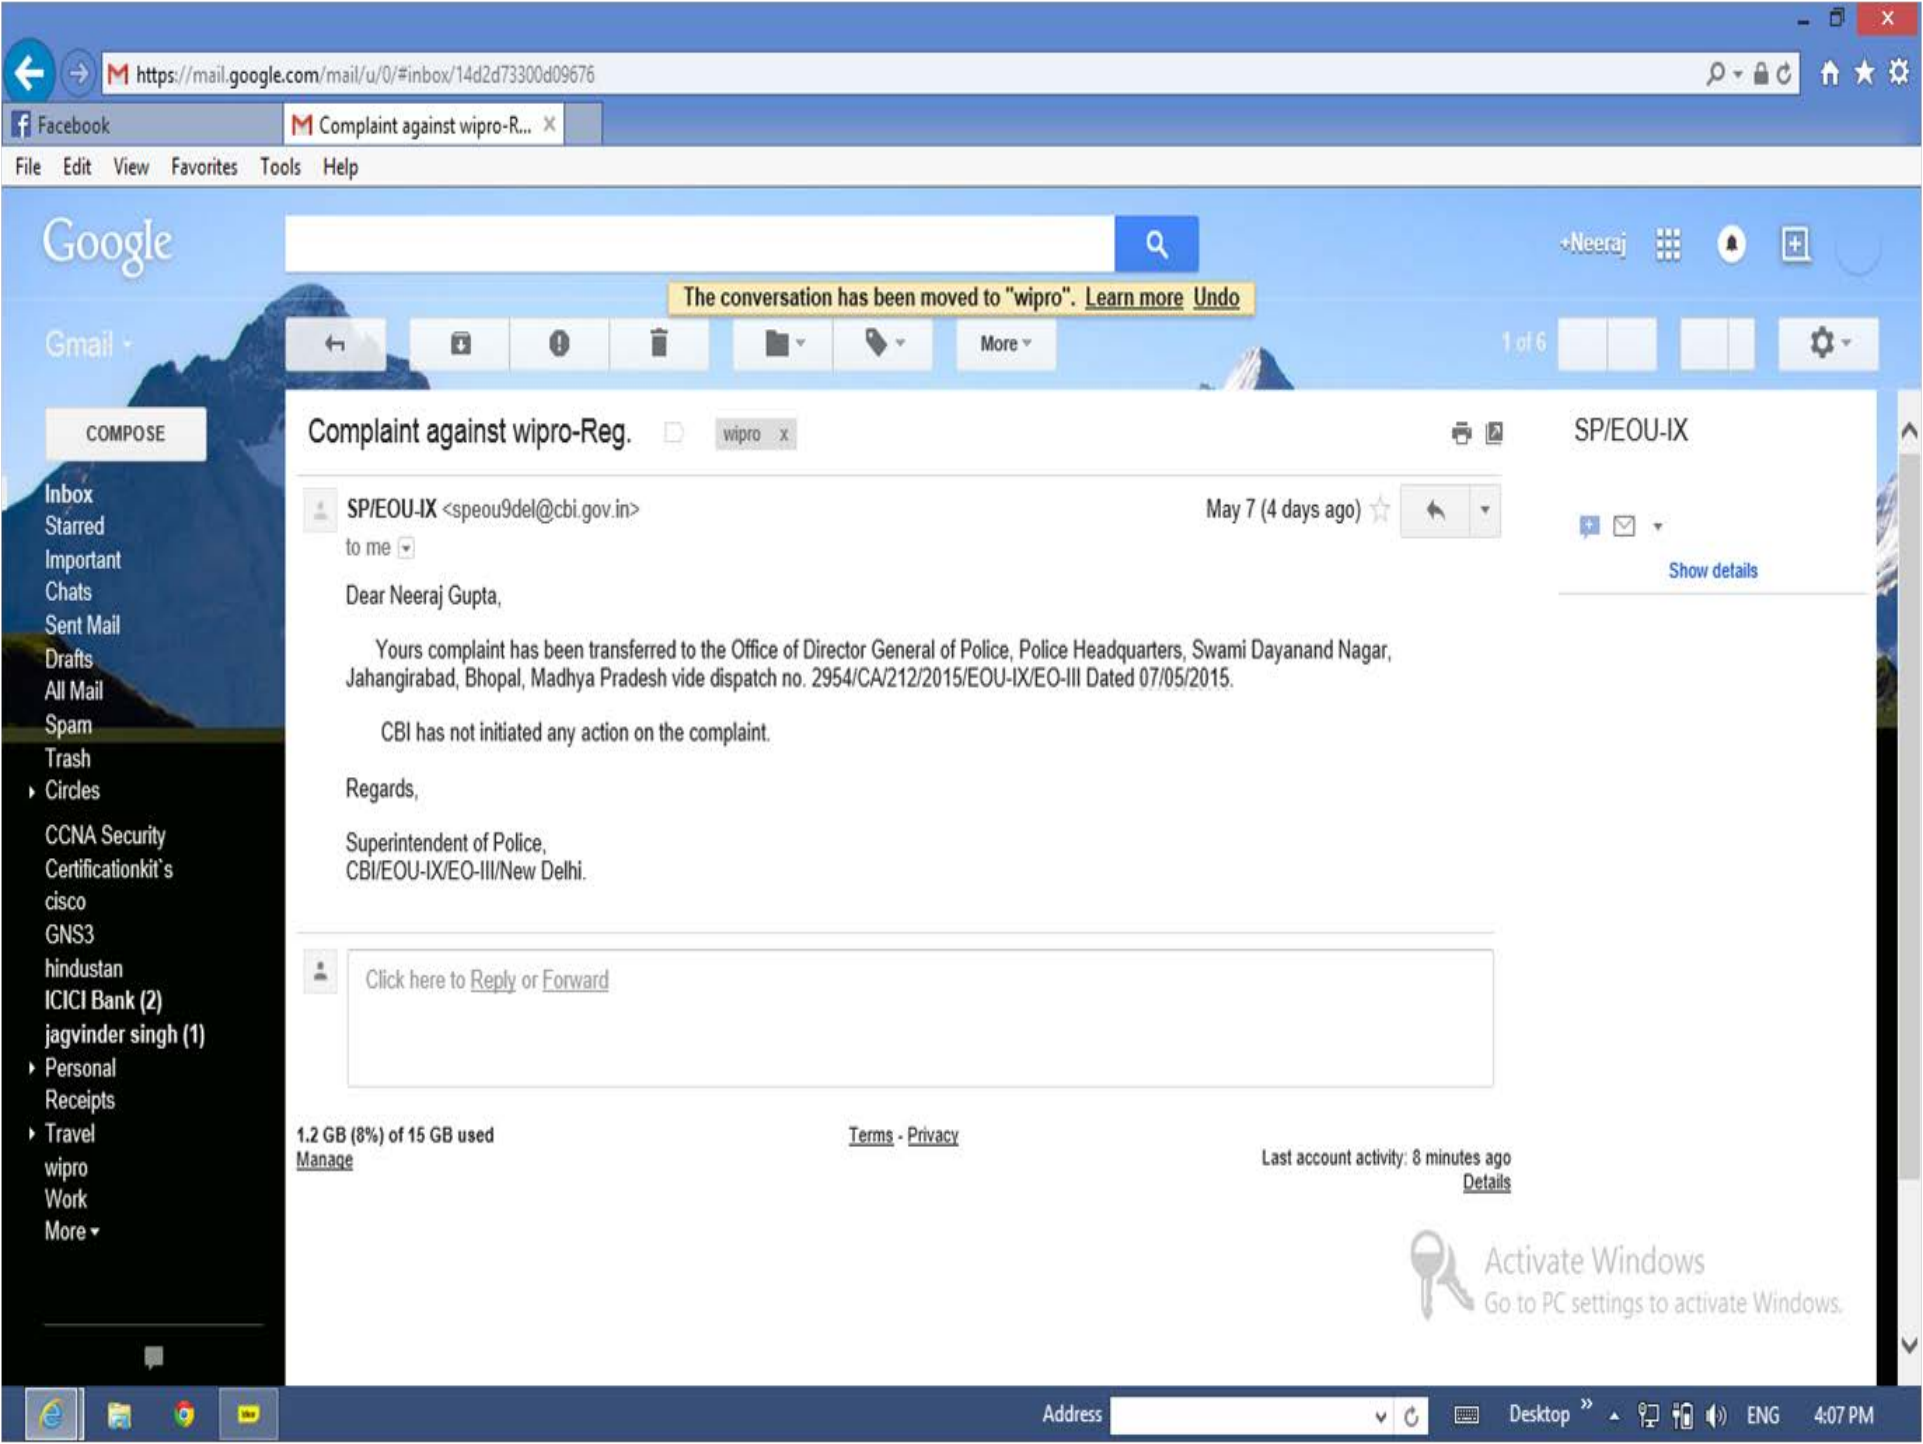 https://mail.google.com/mail/u/0/#inbox/14d2d73300d09676
Facebook
Complaint against wipro-R... ×
File Edit View Favorites Tools Help
Google
+Neeraj
The conversation has been moved to "wipro". Learn more Undo
Gmail
More
1 of 6
COMPOSE
Inbox
Starred
Important
Chats
Sent Mail
Drafts
All Mail
Spam
Trash
Circles
CCNA Security
Certificationkit`s
cisco
GNS3
hindustan
ICICI Bank (2)
jagvinder singh (1)
Personal
Receipts
Travel
wipro
Work
More
Complaint against wipro-Reg.
wipro x
SP/EOU-IX <speou9del@cbi.gov.in>
May 7 (4 days ago)
to me
Dear Neeraj Gupta,
Yours complaint has been transferred to the Office of Director General of Police, Police Headquarters, Swami Dayanand Nagar,
Jahangirabad, Bhopal, Madhya Pradesh vide dispatch no. 2954/CA/212/2015/EOU-IX/EO-III Dated 07/05/2015.
CBI has not initiated any action on the complaint.
Regards,
Superintendent of Police,
CBI/EOU-IX/EO-III/New Delhi.
Click here to Reply or Forward
1.2 GB (8%) of 15 GB used
Manage
Terms - Privacy
Last account activity: 8 minutes ago
Details
SP/EOU-IX
Show details
Activate Windows
Go to PC settings to activate Windows.
Address
Desktop
ENG
4:07 PM